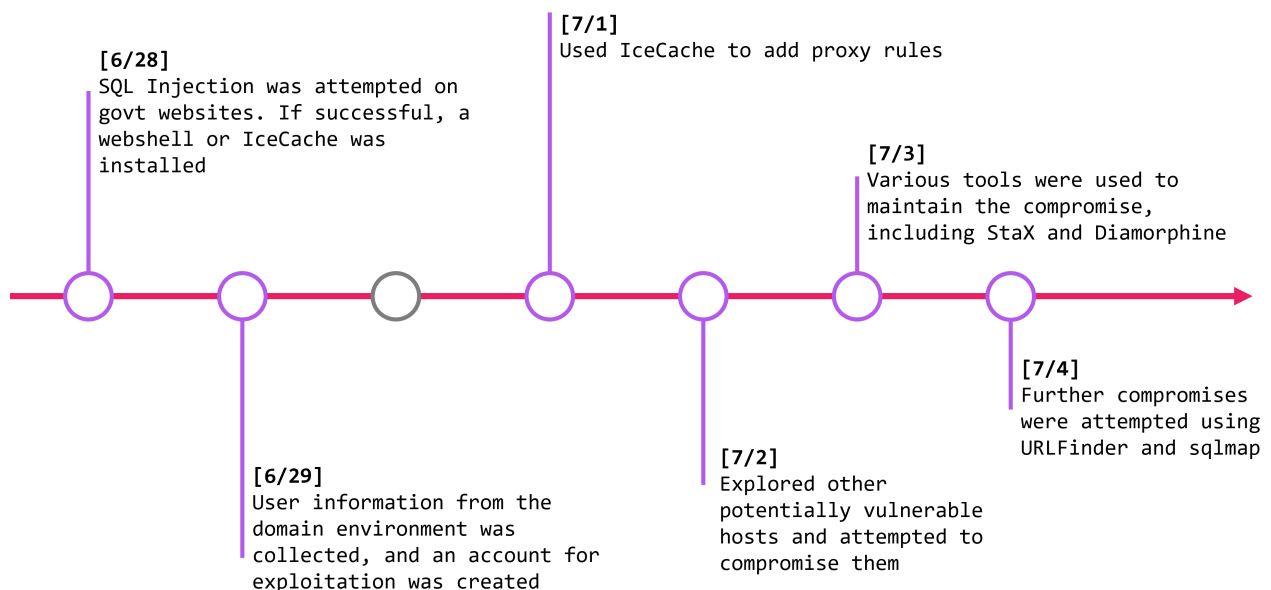 [6/28]
SQL Injection was attempted on
govt websites. If successful, a
webshell or IceCache was
installed
[6/29]
User information from the
domain environment was
collected, and an account for
exploitation was created
[7/1]
Used IceCache to add proxy rules
[7/2]
Explored other
potentially vulnerable
hosts and attempted to
compromise them
[7/3]
Various tools were used to
maintain the compromise,
including StaX and Diamorphine
[7/4]
Further compromises
were attempted using
URLFinder and sqlmap